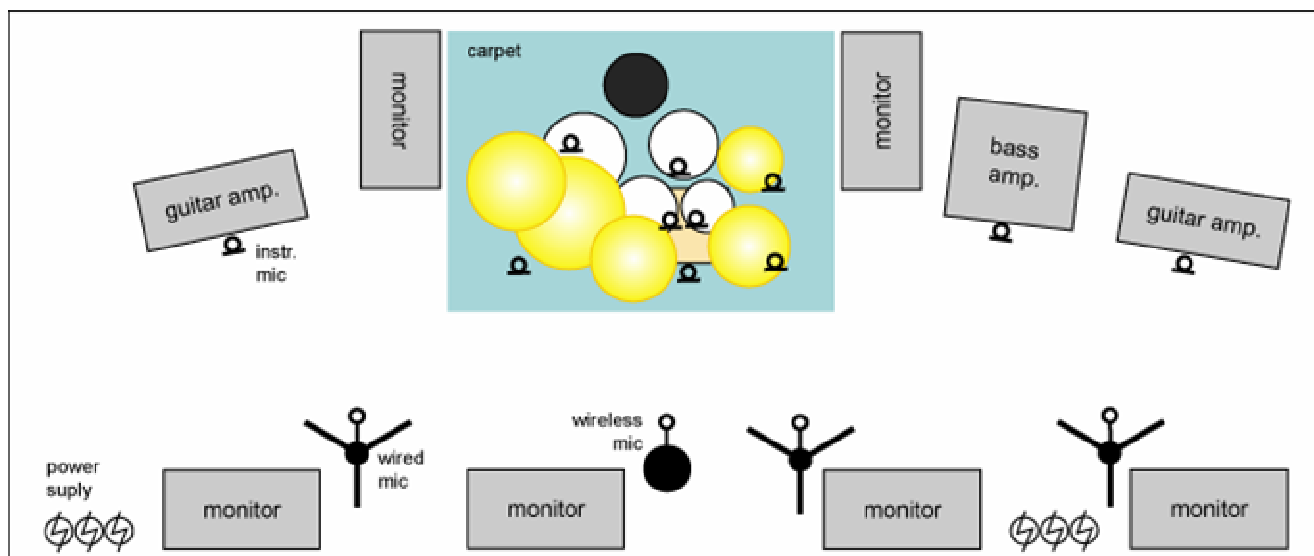 carpet
monitor
monitor
guitar amp.
bass
amp.
guitar amp.
instr.
mic
wireless
mic
wired
mic
power
suply
monitor
monitor
monitor
monitor